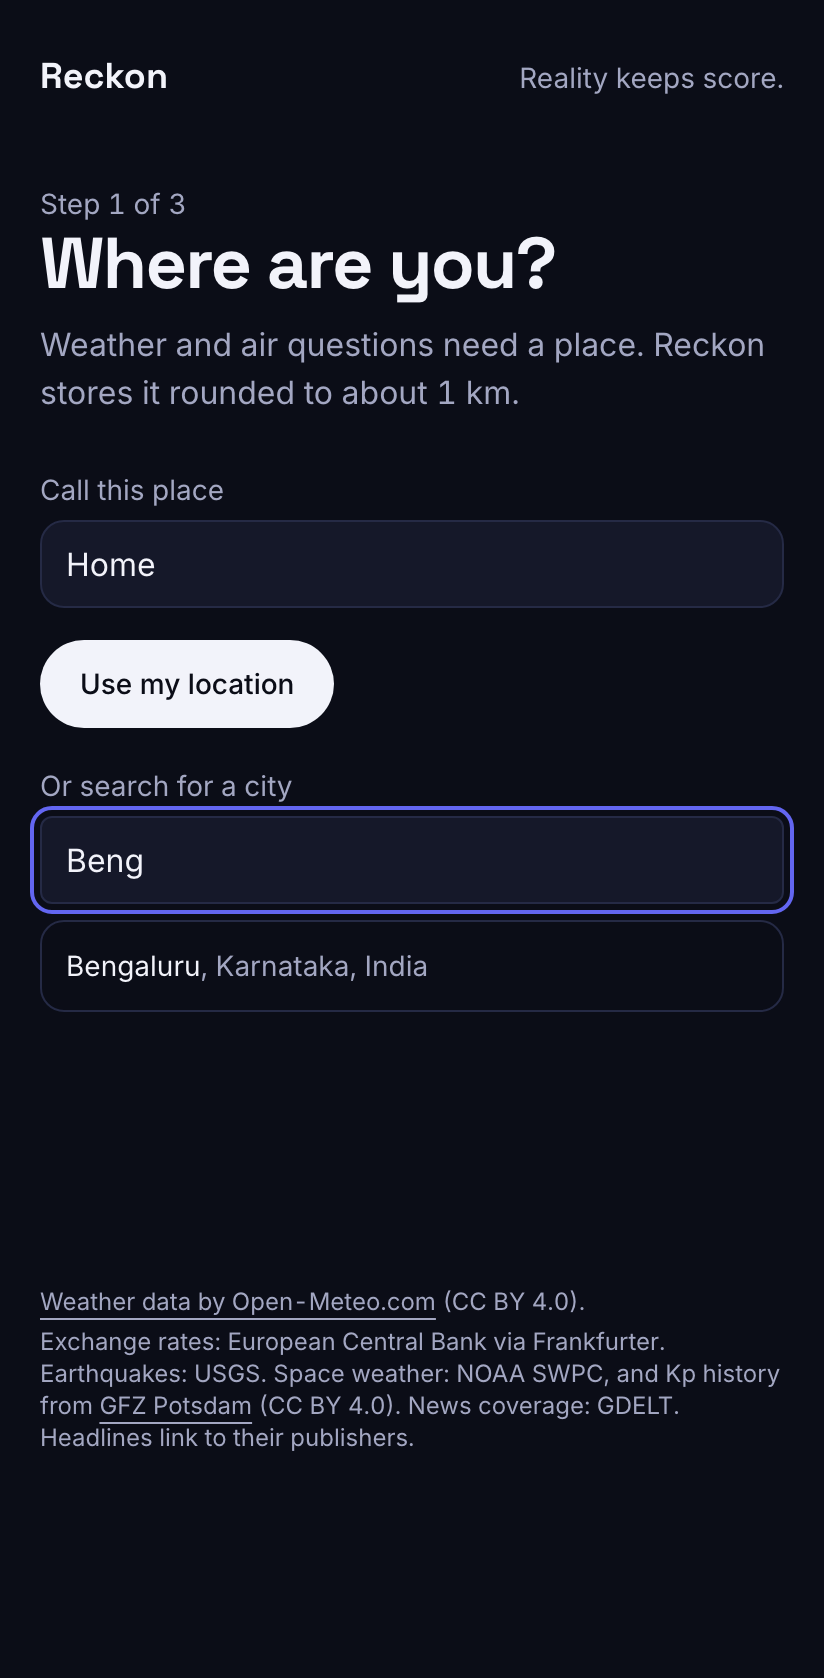 Reckon
Reality keeps score.
Step 1 of 3
Where are you?
Weather and air questions need a place. Reckon
stores it rounded to about 1 km.
Call this place
Home
Use my location
Or search for a city
Beng
Bengaluru, Karnataka, India
Weather data by Open-Meteo.com (CC BY 4.0).
Exchange rates: European Central Bank via Frankfurter.
Earthquakes: USGS. Space weather: NOAA SWPC, and Kp history
from GFZ Potsdam (CC BY 4.0). News coverage: GDELT.
Headlines link to their publishers.